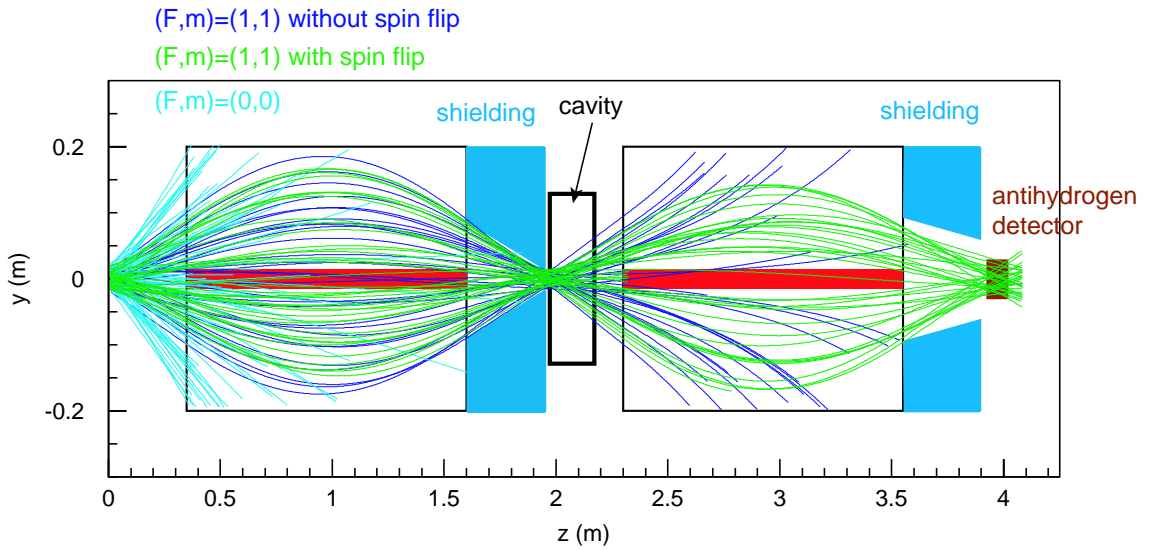 (F,m)=(1,1) without spin flip
(F,m)=(1,1) with spin flip
(F,m)=(0,0)
shielding
cavity
shielding
antihydrogen
detector
0.2
0
-0.2
y (m)
0 0.5 1 1.5 2 2.5 3 3.5 4
z (m)